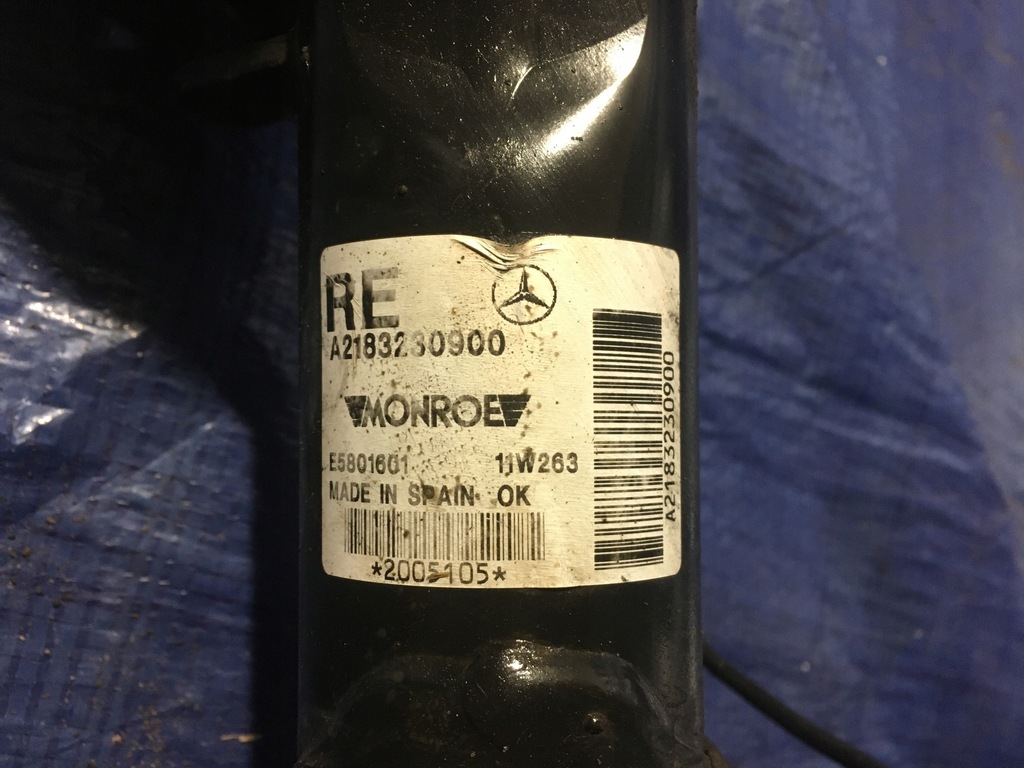 RE
A2183230900
MONROE
E5801601 11W263
MADE IN SPAIN OK
*2005105*
A2183230900